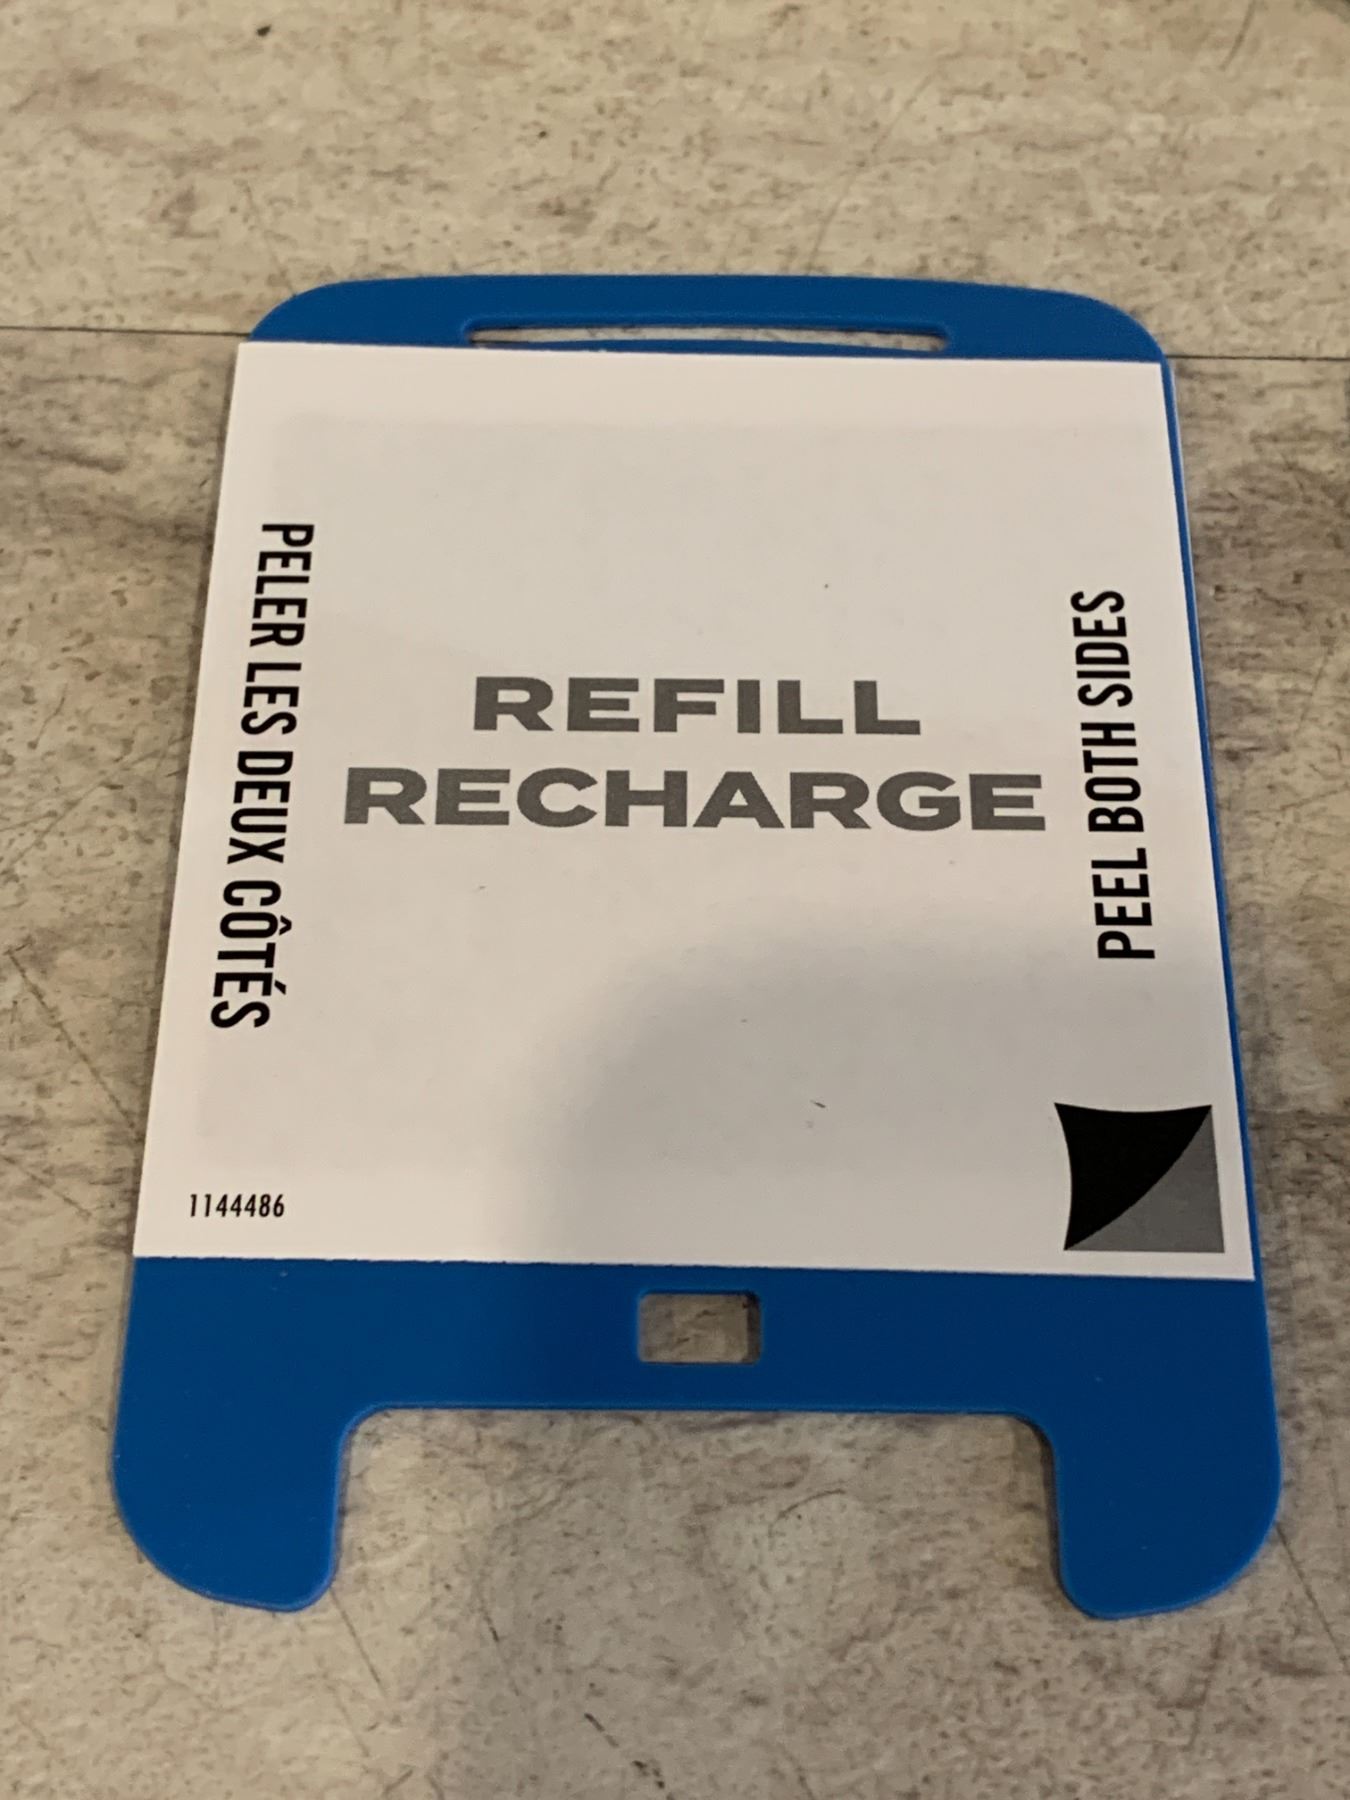 REFILL
RECHARGE
PELER LES DEUX CÔTÉS
PEEL BOTH SIDES
1144486